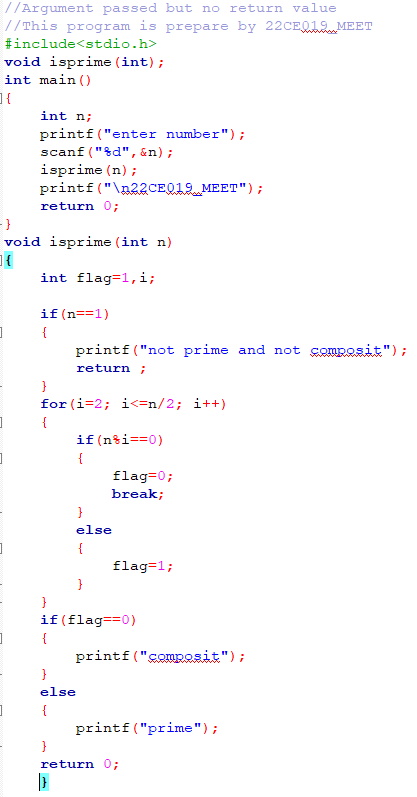 //Argument passed but no return value
//This program is prepare by 22CE019_MEET
#include<stdio.h>
void isprime(int);
int main()
{
    int n;
    printf("enter number");
    scanf("%d",&n);
    isprime(n);
    printf("\n22CE019_MEET");
    return 0;
}
void isprime(int n)
{
    int flag=1,i;

    if(n==1)
    {
        printf("not prime and not composit");
        return ;
    }
    for(i=2; i<=n/2; i++)
    {
        if(n%i==0)
        {
            flag=0;
            break;
        }
        else
        {
            flag=1;
        }
    }
    if(flag==0)
    {
        printf("composit");
    }
    else
    {
        printf("prime");
    }
    return 0;
    }